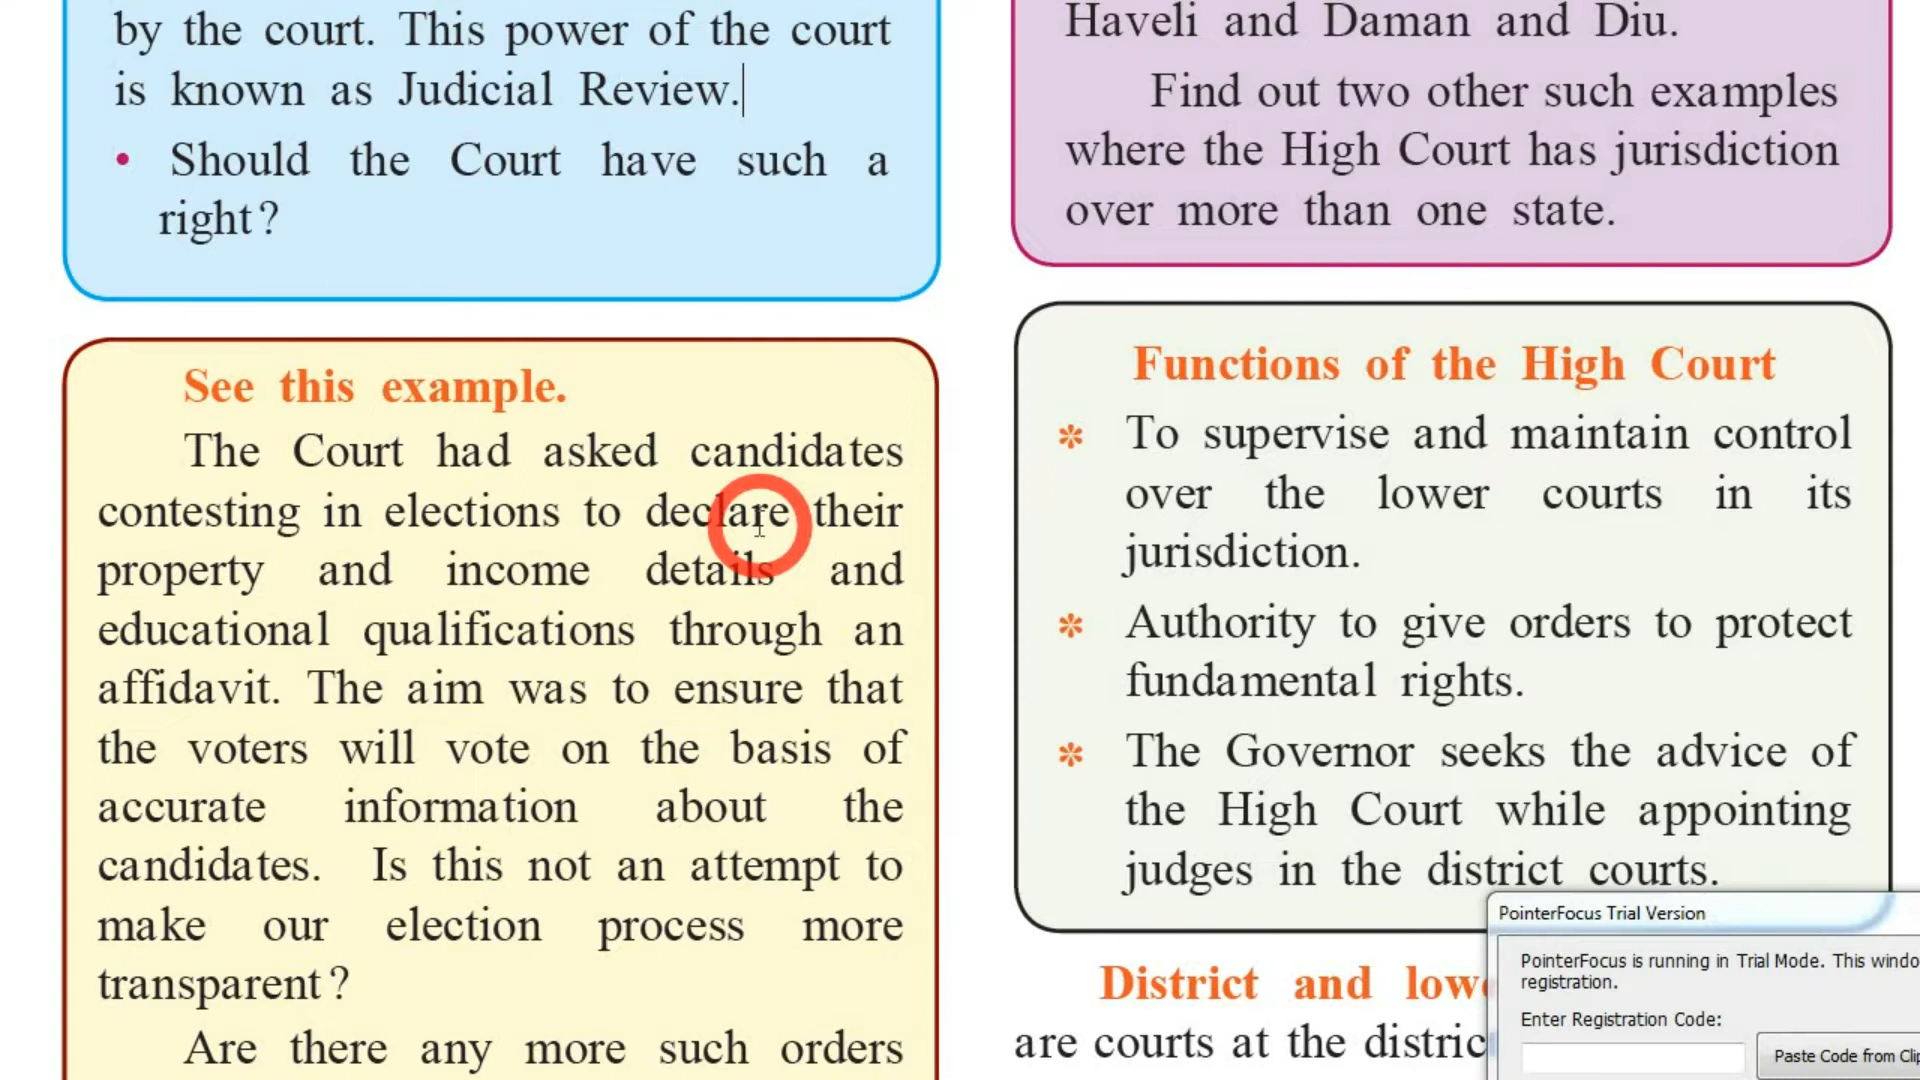 by the court. This power of the court
is known as Judicial Review.
• Should the Court have such a
right?
See this example.
The Court had asked candidates
contesting in elections to declare their
property and income details and
educational qualifications through an
affidavit. The aim was to ensure that
the voters will vote on the basis of
accurate information about the
candidates. Is this not an attempt to
make our election process more
transparent?
Are there any more such orders
Haveli and Daman and Diu.
Find out two other such examples
where the High Court has jurisdiction
over more than one state.
Functions of the High Court
* To supervise and maintain control
over the lower courts in its
jurisdiction.
* Authority to give orders to protect
fundamental rights.
* The Governor seeks the advice of
the High Court while appointing
judges in the district courts.
District and low
are courts at the distric
PointerFocus Trial Version
PointerFocus is running in Trial Mode. This windo
registration.
Enter Registration Code:
Paste Code from Clip